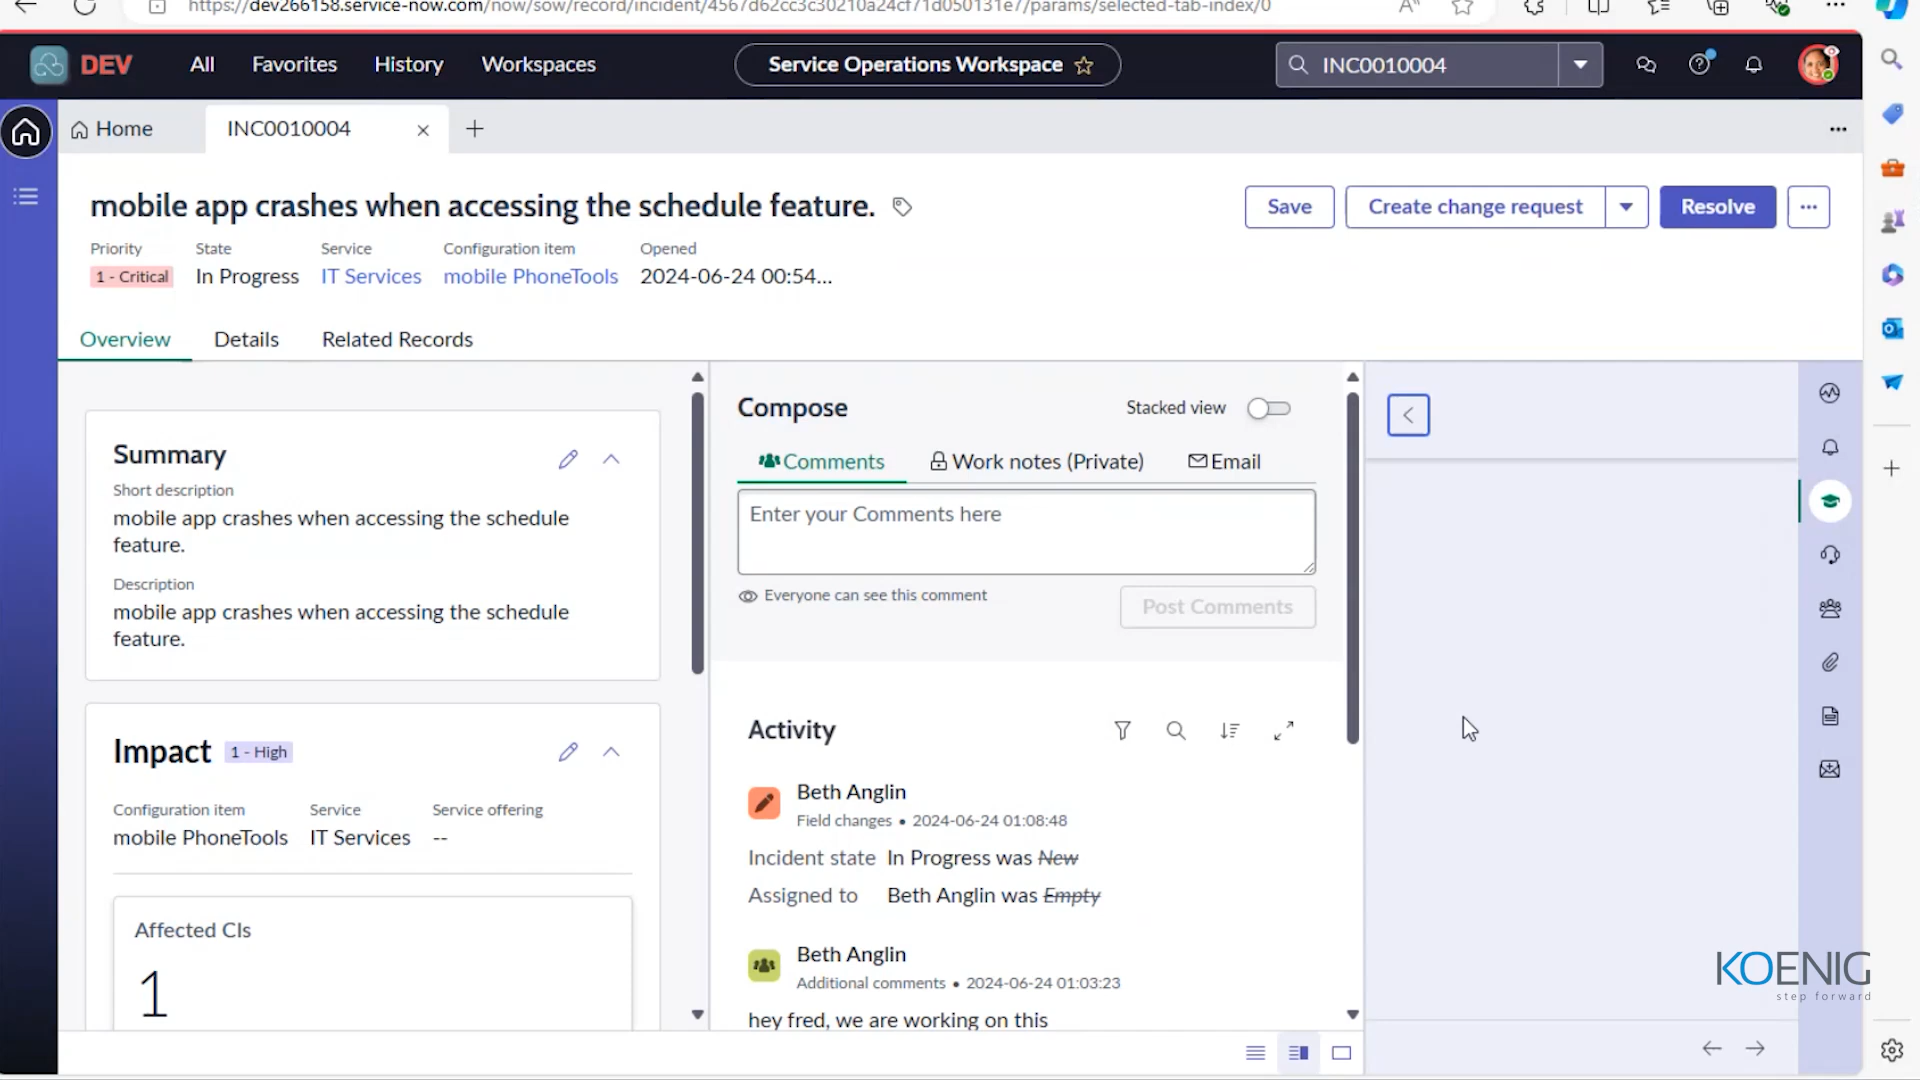 https://dev266158.service-now.com/now/sow/record/incident/4567d62cc3c30210a24cf71d050131e7/params/selected-tab-index/0
DEV All Favorites History Workspaces Service Operations Workspace INC0010004
Home INC0010004
mobile app crashes when accessing the schedule feature.
Save Create change request Resolve
Priority State Service Configuration item Opened
1 - Critical In Progress IT Services mobile PhoneTools 2024-06-24 00:54...
Overview Details Related Records
Summary
Short description
mobile app crashes when accessing the schedule
feature.
Description
mobile app crashes when accessing the schedule
feature.
Impact 1 - High
Configuration item Service Service offering
mobile PhoneTools IT Services --
Affected CIs
1
Compose Stacked view
Comments Work notes (Private) Email
Enter your Comments here
Everyone can see this comment Post Comments
Activity
Beth Anglin
Field changes • 2024-06-24 01:08:48
Incident state In Progress was New
Assigned to Beth Anglin was Empty
Beth Anglin
Additional comments • 2024-06-24 01:03:23
hey fred, we are working on this
KOENIG
step forward